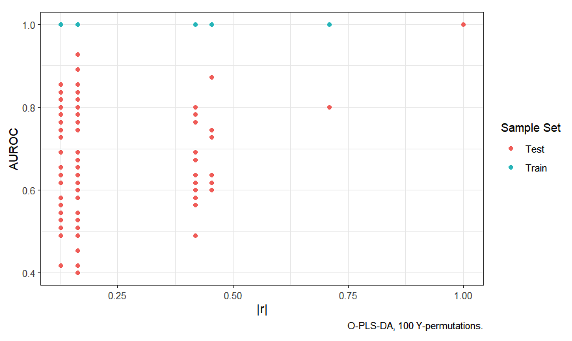 1.0
0.8
0.6
0.4
AUROC
0.25
0.50
0.75
1.00
|r|
Sample Set
Test
Train
O-PLS-DA, 100 Y-permutations.